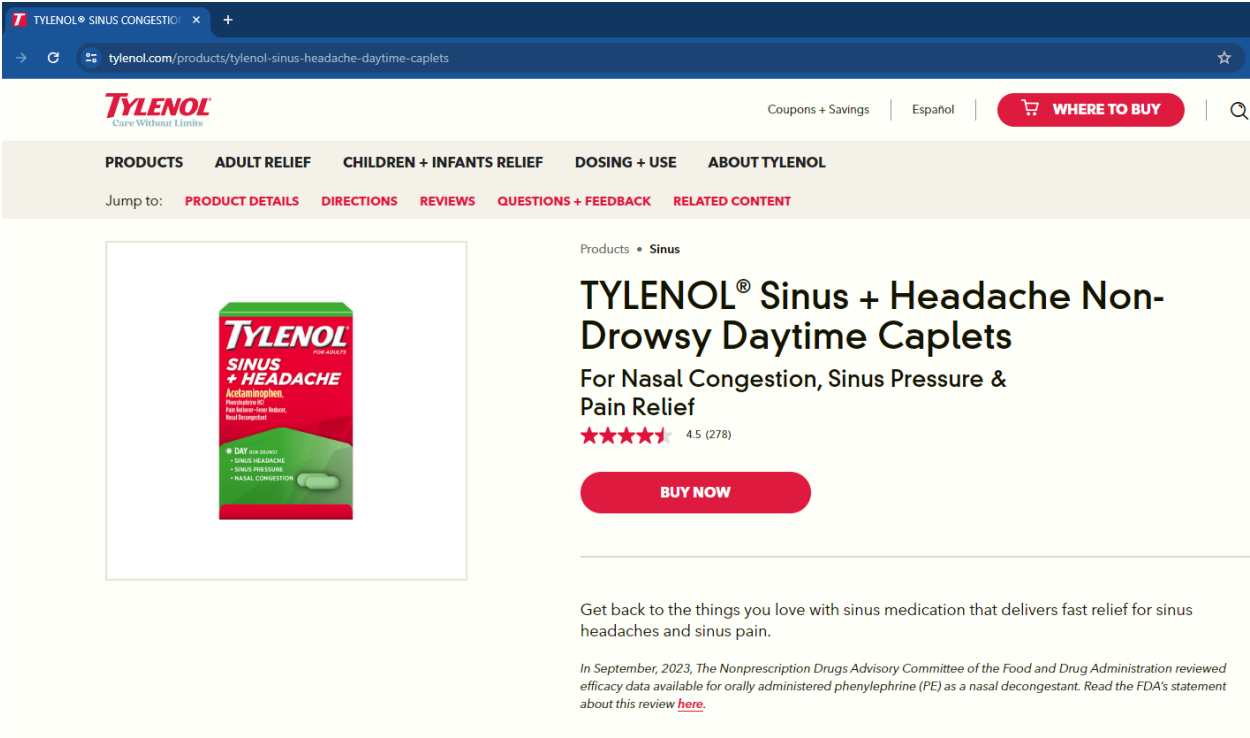 TYLENOL® SINUS CONGESTIO
tylenol.com/products/tylenol-sinus-headache-daytime-caplets
TYLENOL®
Care Without Limits
Coupons + Savings
Español
WHERE TO BUY
PRODUCTS ADULT RELIEF CHILDREN + INFANTS RELIEF DOSING + USE ABOUT TYLENOL
Jump to: PRODUCT DETAILS DIRECTIONS REVIEWS QUESTIONS + FEEDBACK RELATED CONTENT
TYLENOL®
FOR ADULTS
SINUS
+ HEADACHE
Acetaminophen,
Phenylephrine HCl
Pain Reliever-Fever Reducer,
Nasal Decongestant
DAY NON-DROWSY
• SINUS HEADACHE
• SINUS PRESSURE
• NASAL CONGESTION
Products • Sinus
TYLENOL® Sinus + Headache Non-
Drowsy Daytime Caplets
For Nasal Congestion, Sinus Pressure &
Pain Relief
4.5 (278)
BUY NOW
Get back to the things you love with sinus medication that delivers fast relief for sinus
headaches and sinus pain.
In September, 2023, The Nonprescription Drugs Advisory Committee of the Food and Drug Administration reviewed
efficacy data available for orally administered phenylephrine (PE) as a nasal decongestant. Read the FDA's statement
about this review here.